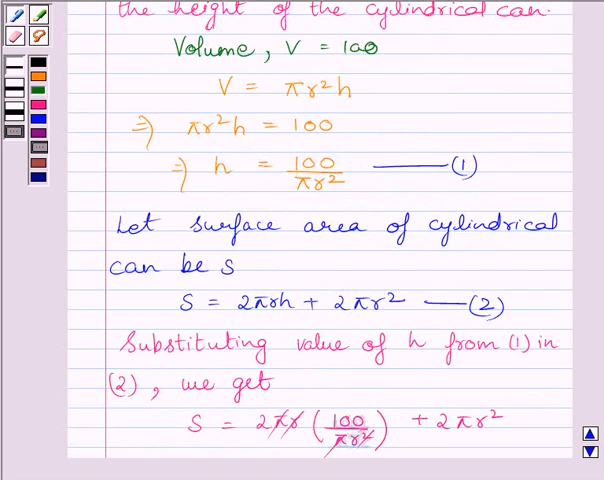 the height of the cylindrical can.
Volume, V = 100
V = πr²h
⇒) πr²h = 100
⇒) h = 100/πr² ——— (1)
Let surface area of cylindrical
can be S
S = 2πrh + 2πr² —— (2)
Substituting value of h from (1) in
(2), we get
S = 2πr (100/πr²) + 2πr²